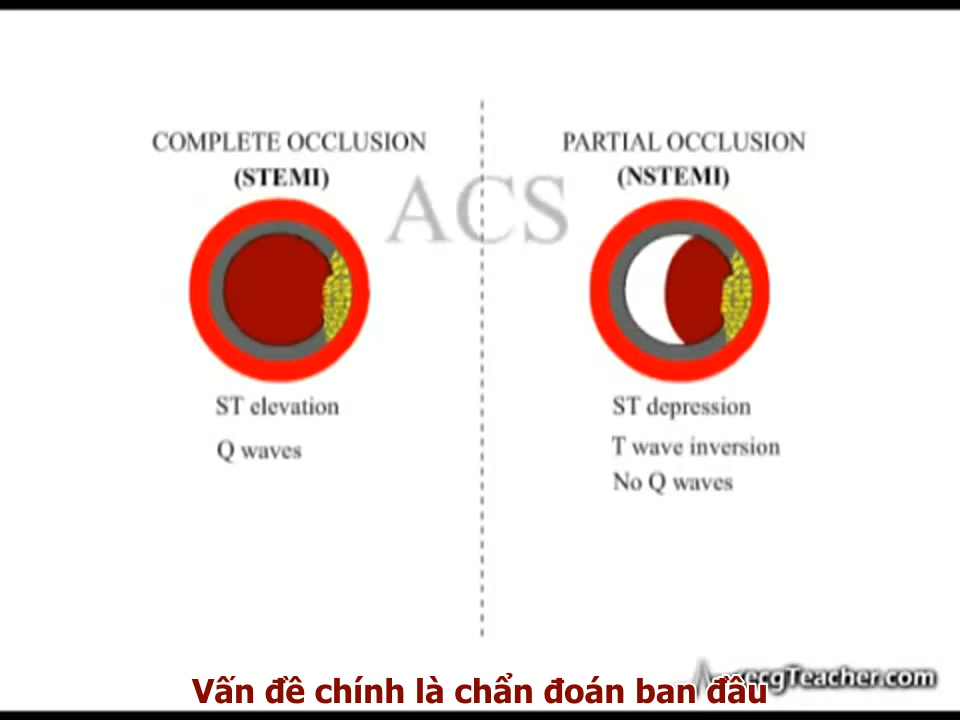 COMPLETE OCCLUSION
(STEMI)
PARTIAL OCCLUSION
(NSTEMI)
ACS
ST elevation
Q waves
ST depression
T wave inversion
No Q waves
ecgTeacher.com
Vấn đề chính là chẩn đoán ban đầu